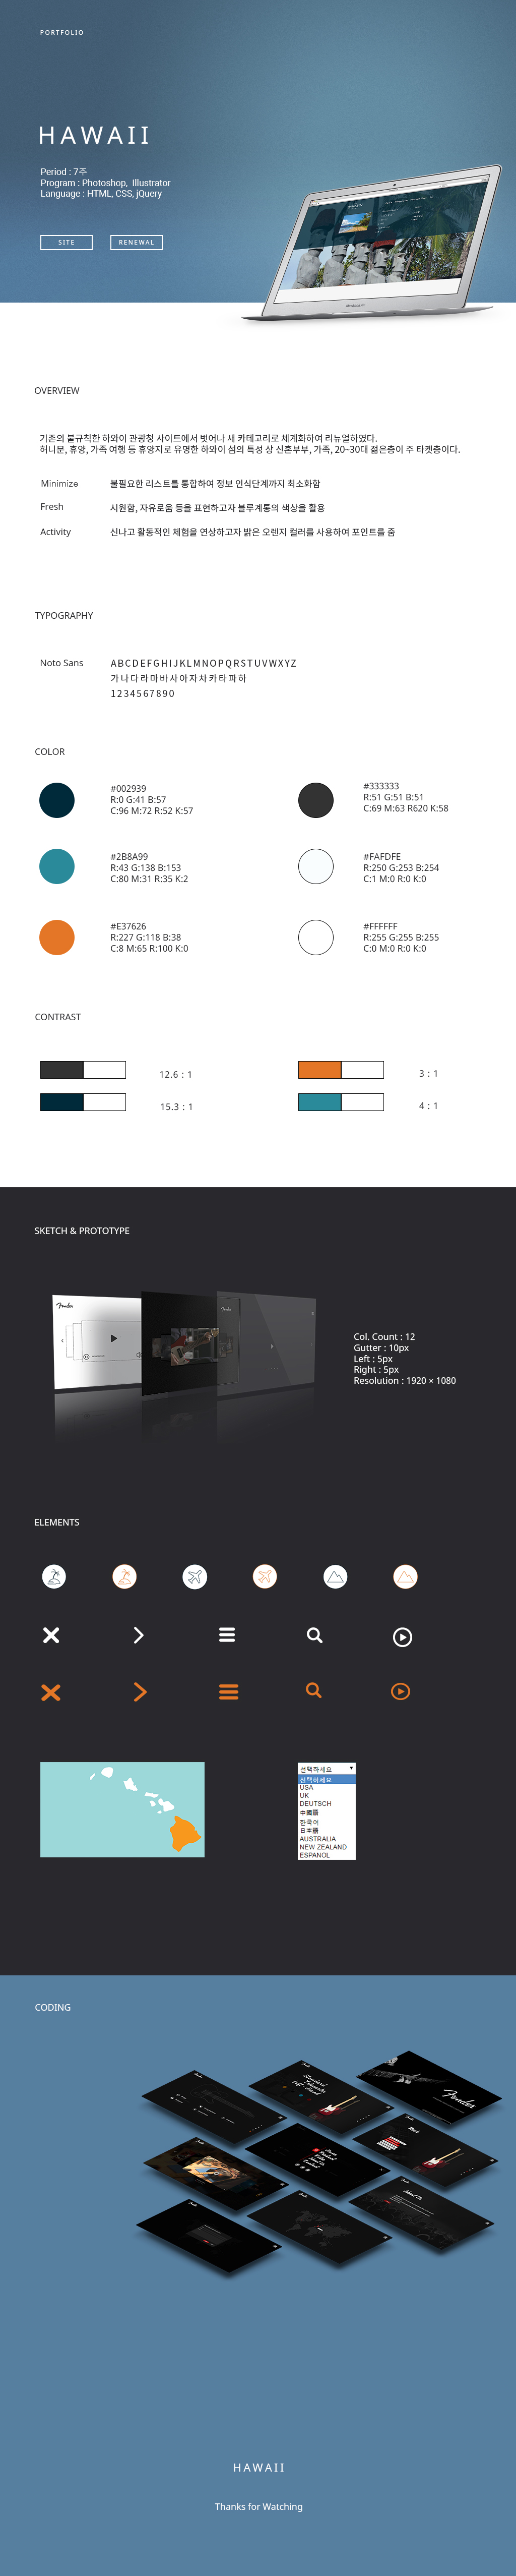 PORTFOLIO
HAWAII
Period : 7주
Program : Photoshop, Illustrator
Language : HTML, CSS, jQuery
SITE
RENEWAL
OVERVIEW
기존의 불규칙한 하와이 관광청 사이트에서 벗어나 새 카테고리로 체계화하여 리뉴얼하였다.
허니문, 휴양, 가족 여행 등 휴양지로 유명한 하와이 섬의 특성 상 신혼부부, 가족, 20~30대 젊은층이 주 타켓층이다.
Minimize
불필요한 리스트를 통합하여 정보 인식단계까지 최소화함
Fresh
시원함, 자유로움 등을 표현하고자 블루계통의 색상을 활용
Activity
신나고 활동적인 체험을 연상하고자 밝은 오렌지 컬러를 사용하여 포인트를 줌
TYPOGRAPHY
Noto Sans
ABCDEFGHIJKLMNOPQRSTUVWXYZ
가나다라마바사아자차카타파하
1234567890
COLOR
#002939
R:0 G:41 B:57
C:96 M:72 R:52 K:57
#333333
R:51 G:51 B:51
C:69 M:63 R620 K:58
#2B8A99
R:43 G:138 B:153
C:80 M:31 R:35 K:2
#FAFDFE
R:250 G:253 B:254
C:1 M:0 R:0 K:0
#E37626
R:227 G:118 B:38
C:8 M:65 R:100 K:0
#FFFFFF
R:255 G:255 B:255
C:0 M:0 R:0 K:0
CONTRAST
12.6 : 1
3 : 1
15.3 : 1
4 : 1
SKETCH & PROTOTYPE
Fender
Fender
Col. Count : 12
Gutter : 10px
Left : 5px
Right : 5px
Resolution : 1920 × 1080
ELEMENTS
선택하세요
선택하세요
USA
UK
DEUTSCH
中國語
한국어
日本語
AUSTRALIA
NEW ZEALAND
ESPANOL
CODING
Fender
HAWAII
Thanks for Watching